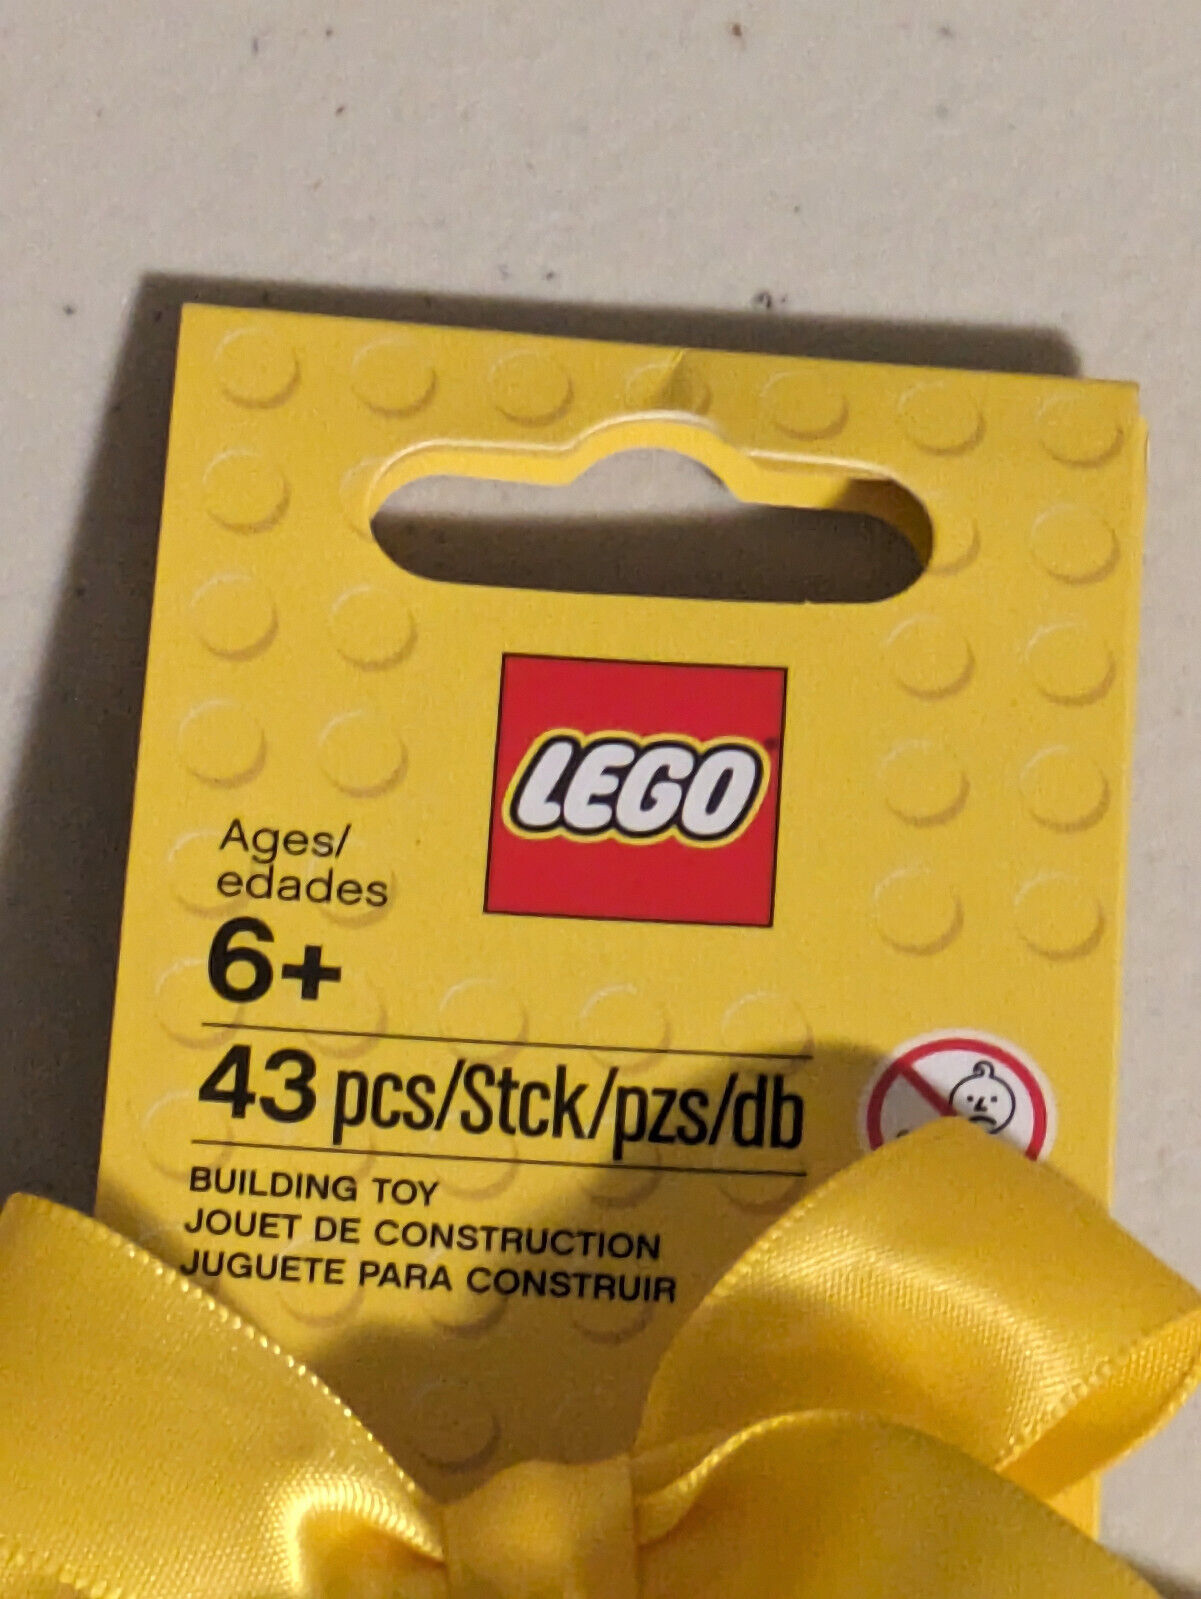 LEGO
Ages/
edades
6+
43 pcs/Stck/pzs/db
BUILDING TOY
JOUET DE CONSTRUCTION
JUGUETE PARA CONSTRUIR